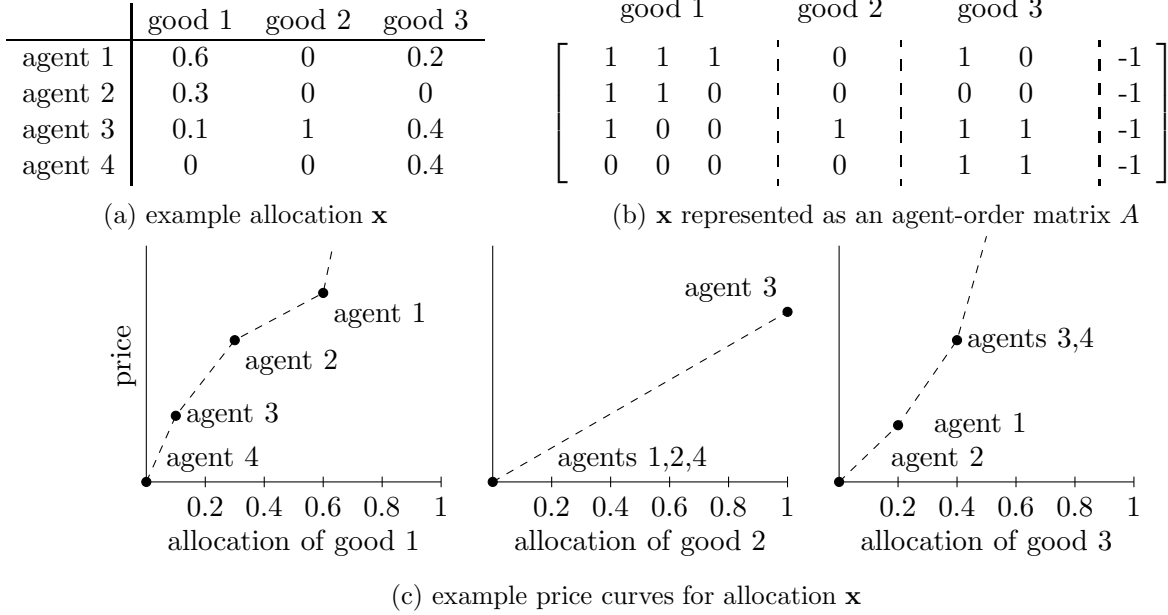 good 1 good 2 good 3
agent 1 0.6 0 0.2
agent 2 0.3 0 0
agent 3 0.1 1 0.4
agent 4 0 0 0.4
(a) example allocation x
good 1 good 2 good 3
1 1 1 0 1 0 -1
1 1 0 0 0 0 -1
1 0 0 1 1 1 -1
0 0 0 0 1 1 -1
(b) x represented as an agent-order matrix A
price
agent 1
agent 2
agent 3
agent 4
0.2 0.4 0.6 0.8 1
allocation of good 1
agent 3
agents 1,2,4
0.2 0.4 0.6 0.8 1
allocation of good 2
agents 3,4
agent 1
agent 2
0.2 0.4 0.6 0.8 1
allocation of good 3
(c) example price curves for allocation x